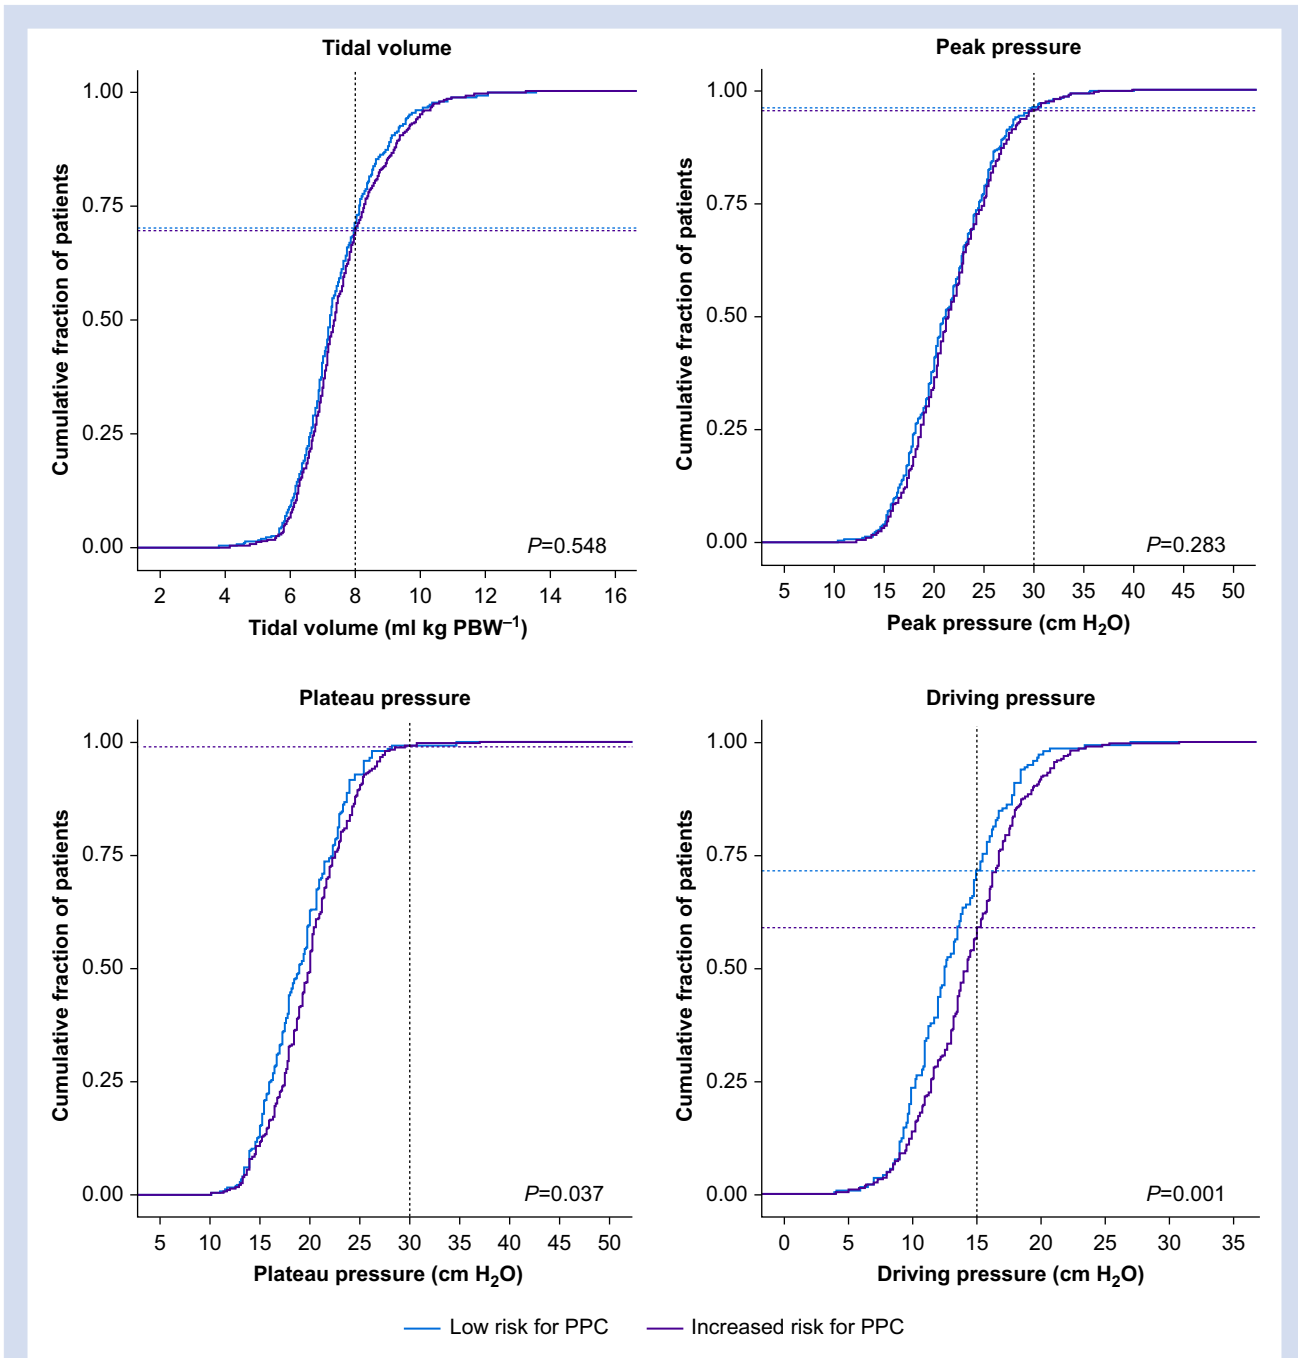 Tidal volume
Cumulative fraction of patients
1.00
0.75
0.50
0.25
0.00
P=0.548
2 4 6 8 10 12 14 16
Tidal volume (ml kg PBW⁻¹)
Peak pressure
Cumulative fraction of patients
1.00
0.75
0.50
0.25
0.00
P=0.283
5 10 15 20 25 30 35 40 45 50
Peak pressure (cm H₂O)
Plateau pressure
Cumulative fraction of patients
1.00
0.75
0.50
0.25
0.00
P=0.037
5 10 15 20 25 30 35 40 45 50
Plateau pressure (cm H₂O)
Driving pressure
Cumulative fraction of patients
1.00
0.75
0.50
0.25
0.00
P=0.001
0 5 10 15 20 25 30 35
Driving pressure (cm H₂O)
Low risk for PPC Increased risk for PPC